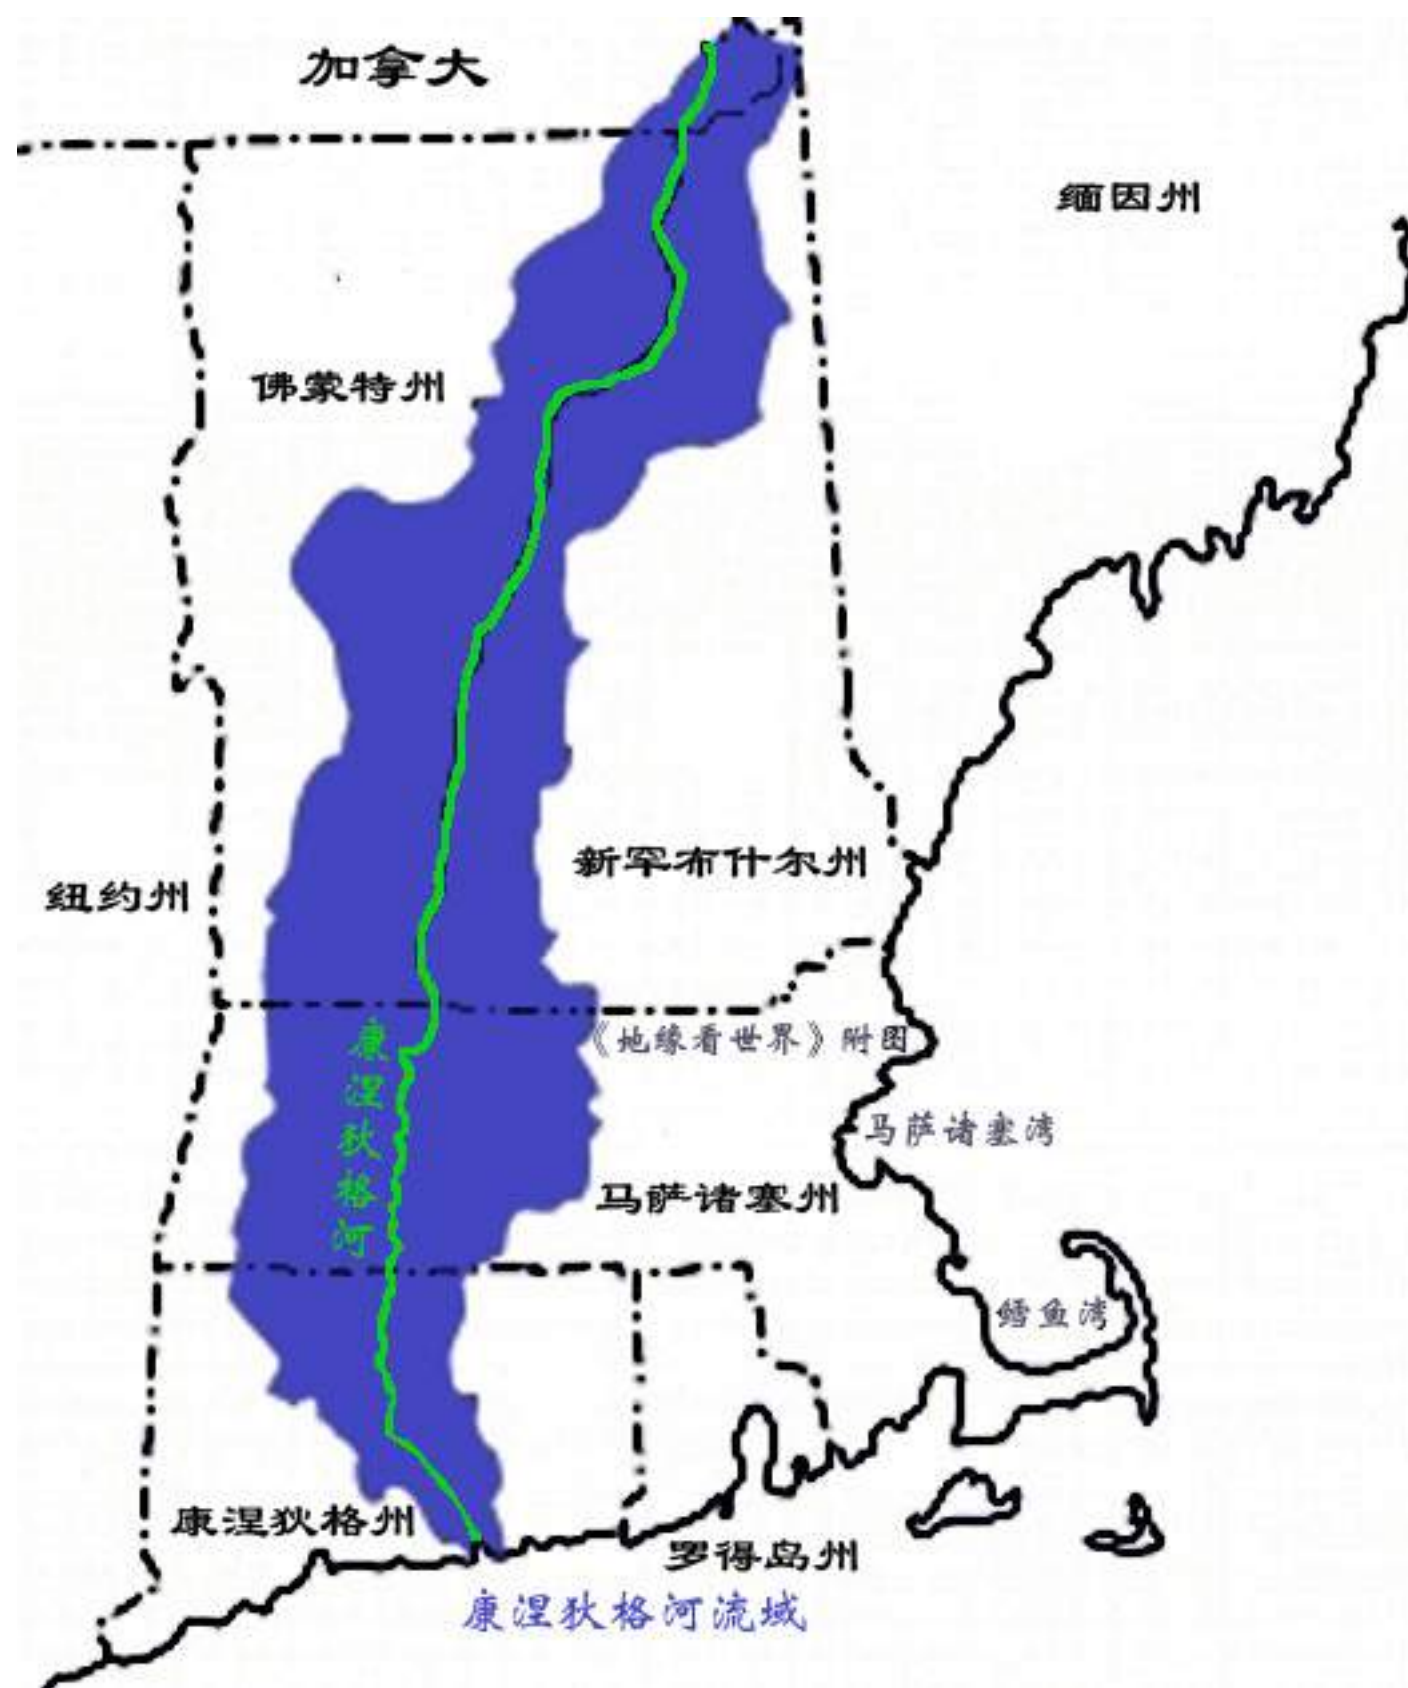 加拿大
缅因州
佛蒙特州
新罕布什尔州
纽约州
康涅狄格河
《地缘看世界》附图
马萨诸塞湾
马萨诸塞州
鳕鱼湾
康涅狄格州
罗得岛州
康涅狄格河流域